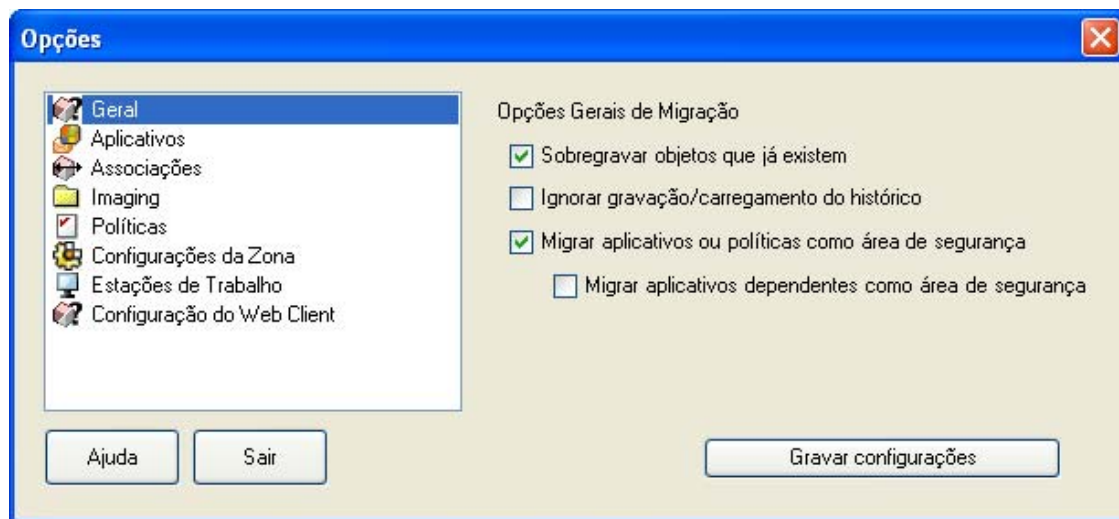 Opções
Geral
Aplicativos
Associações
Imaging
Políticas
Configurações da Zona
Estações de Trabalho
Configuração do Web Client
Opções Gerais de Migração
Sobregravar objetos que já existem
Ignorar gravação/carregamento do histórico
Migrar aplicativos ou políticas como área de segurança
Migrar aplicativos dependentes como área de segurança
Ajuda
Sair
Gravar configurações